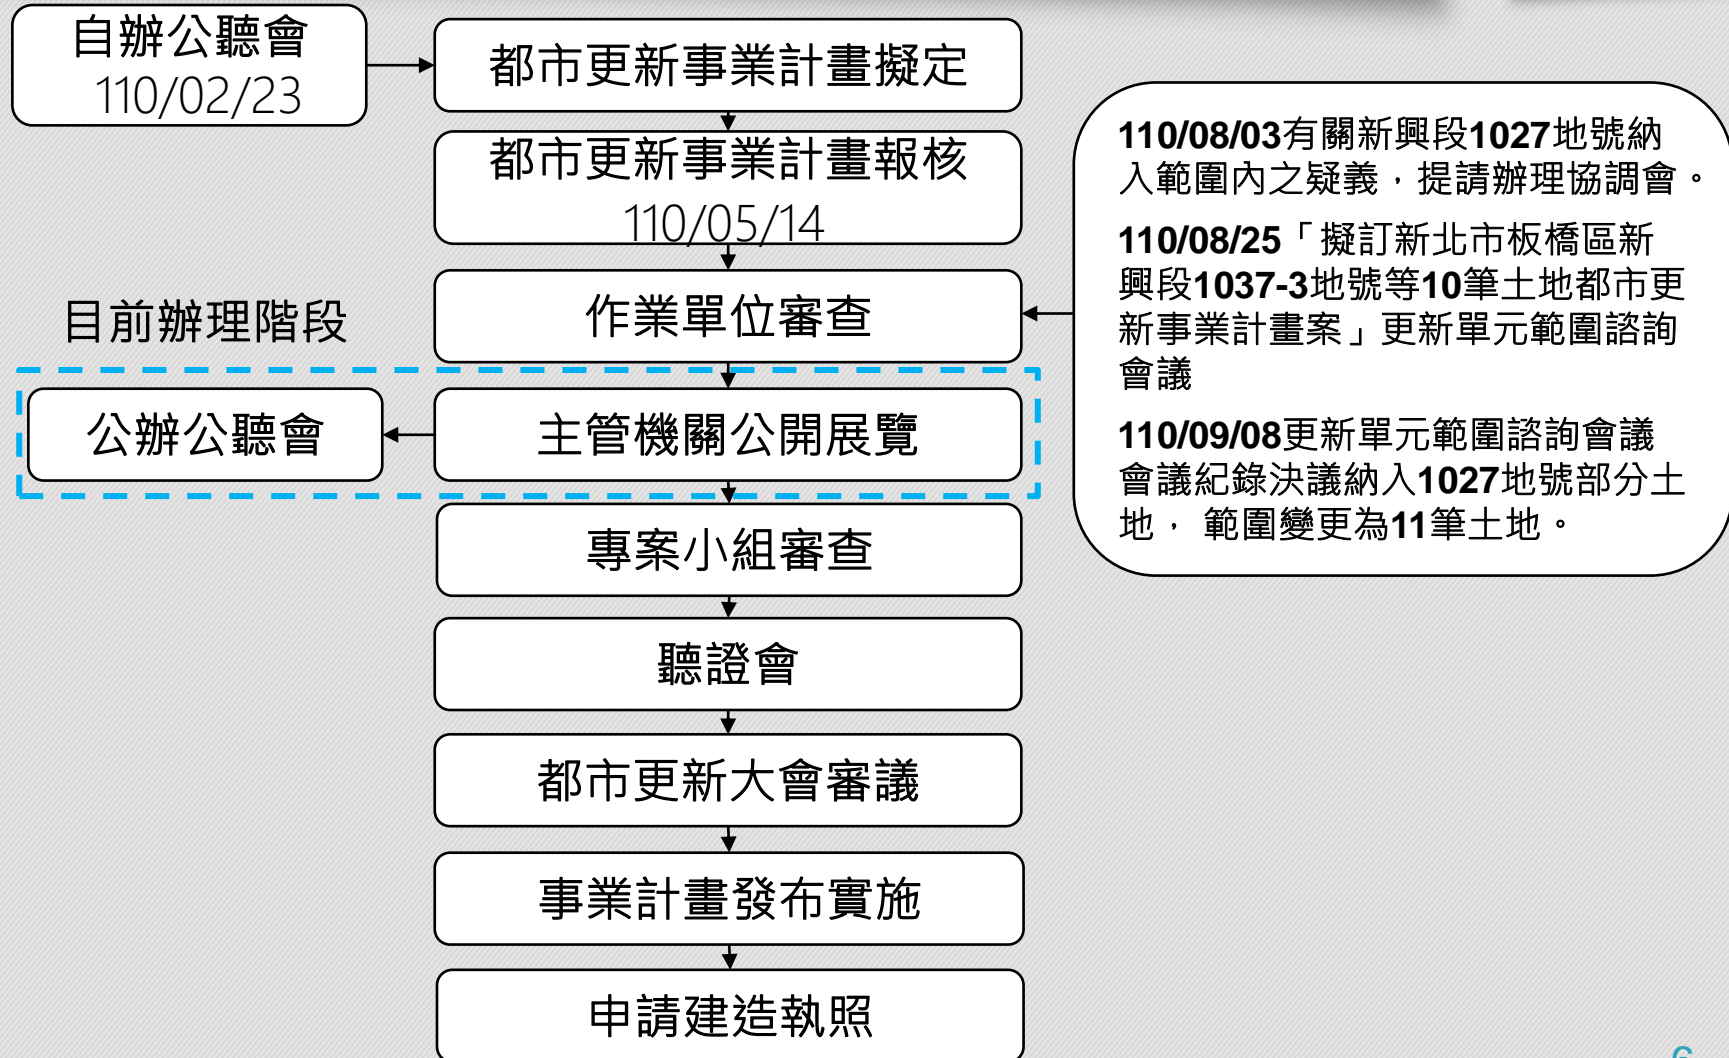 自辦公聽會
110/02/23
都市更新事業計畫擬定
都市更新事業計畫報核
110/05/14
作業單位審查
110/08/03有關新興段1027地號納
入範圍內之疑義，提請辦理協調會。
110/08/25「擬訂新北市板橋區新
興段1037-3地號等10筆土地都市更
新事業計畫案」更新單元範圍諮詢
會議
110/09/08更新單元範圍諮詢會議
會議紀錄決議納入1027地號部分土
地， 範圍變更為11筆土地。
目前辦理階段
公辦公聽會
主管機關公開展覽
專案小組審查
聽證會
都市更新大會審議
事業計畫發布實施
申請建造執照
6